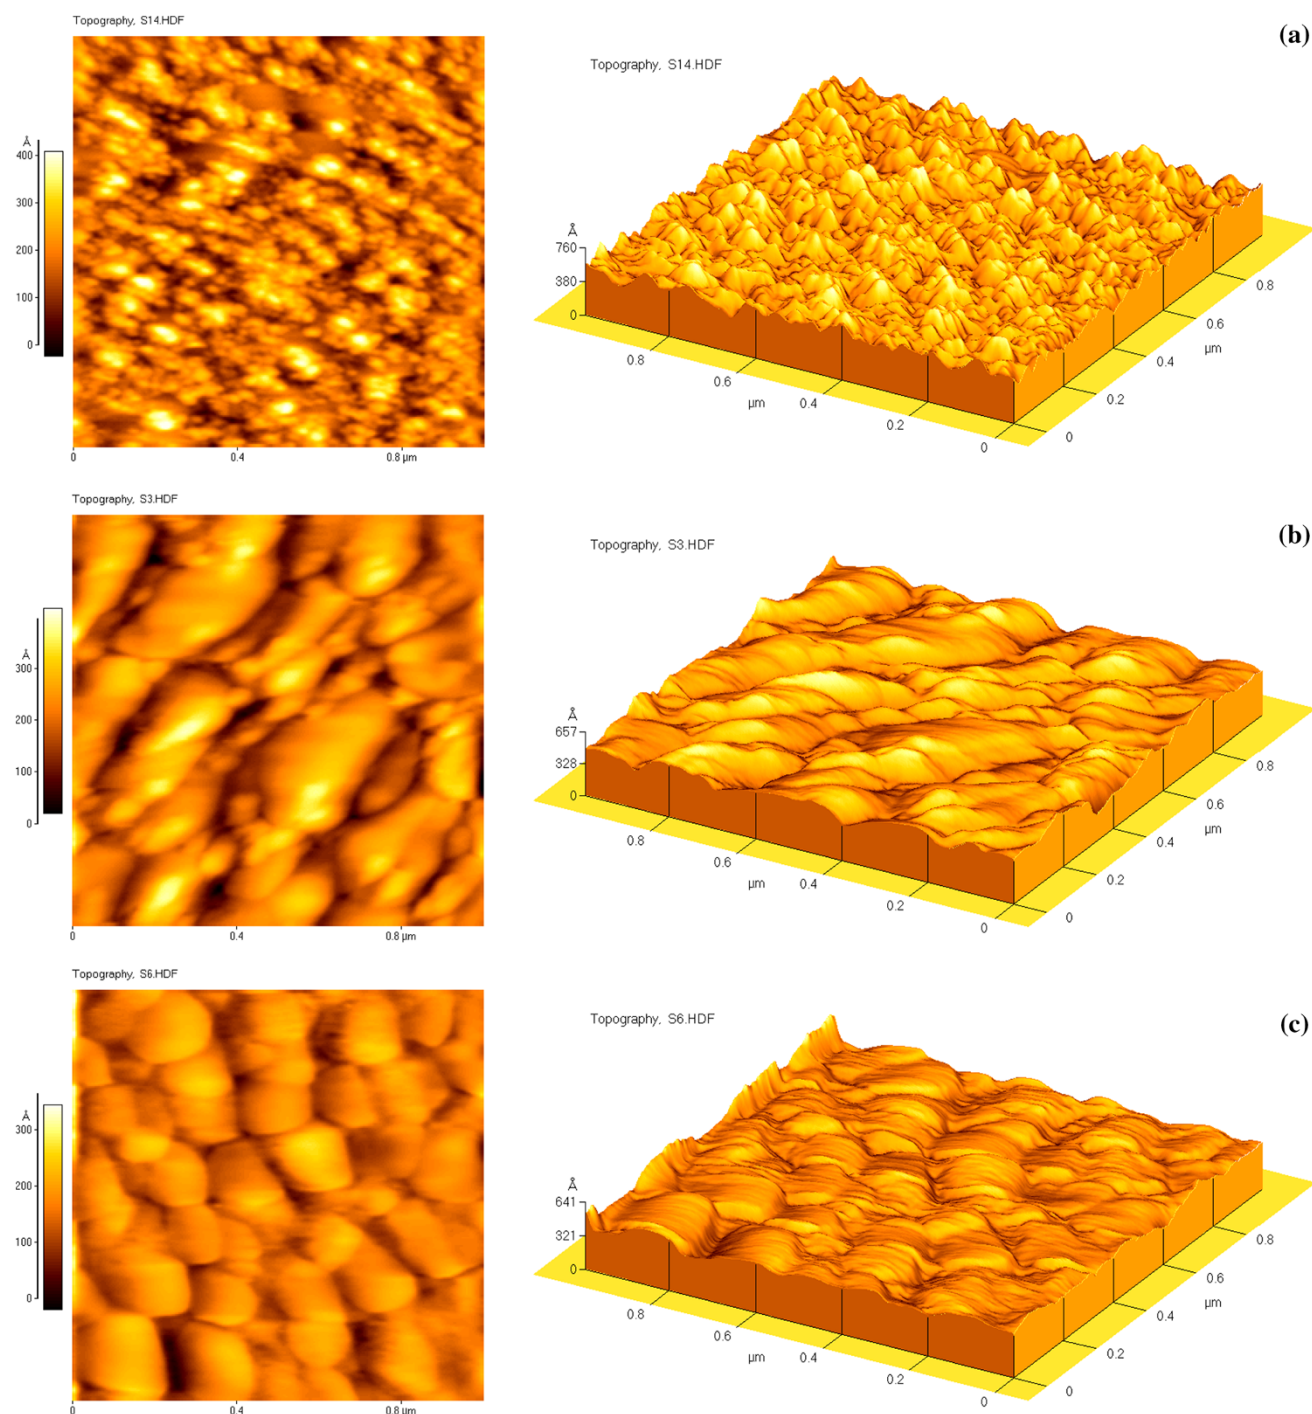 Topography, S14.HDF
Å
400
300
200
100
0
0 0.4 0.8 µm
(a)
Topography, S14.HDF
Å
760
380
0
0.8
0.6
µm
0.4
0.2
0
0
0.2
0.4
µm
0.6
0.8
Topography, S3.HDF
Å
300
200
100
0
0 0.4 0.8 µm
(b)
Topography, S3.HDF
Å
657
328
0
0.8
0.6
µm
0.4
0.2
0
0
0.2
0.4
µm
0.6
0.8
Topography, S6.HDF
Å
300
200
100
0
0 0.4 0.8 µm
(c)
Topography, S6.HDF
Å
641
321
0
0.8
0.6
µm
0.4
0.2
0
0
0.2
0.4
µm
0.6
0.8